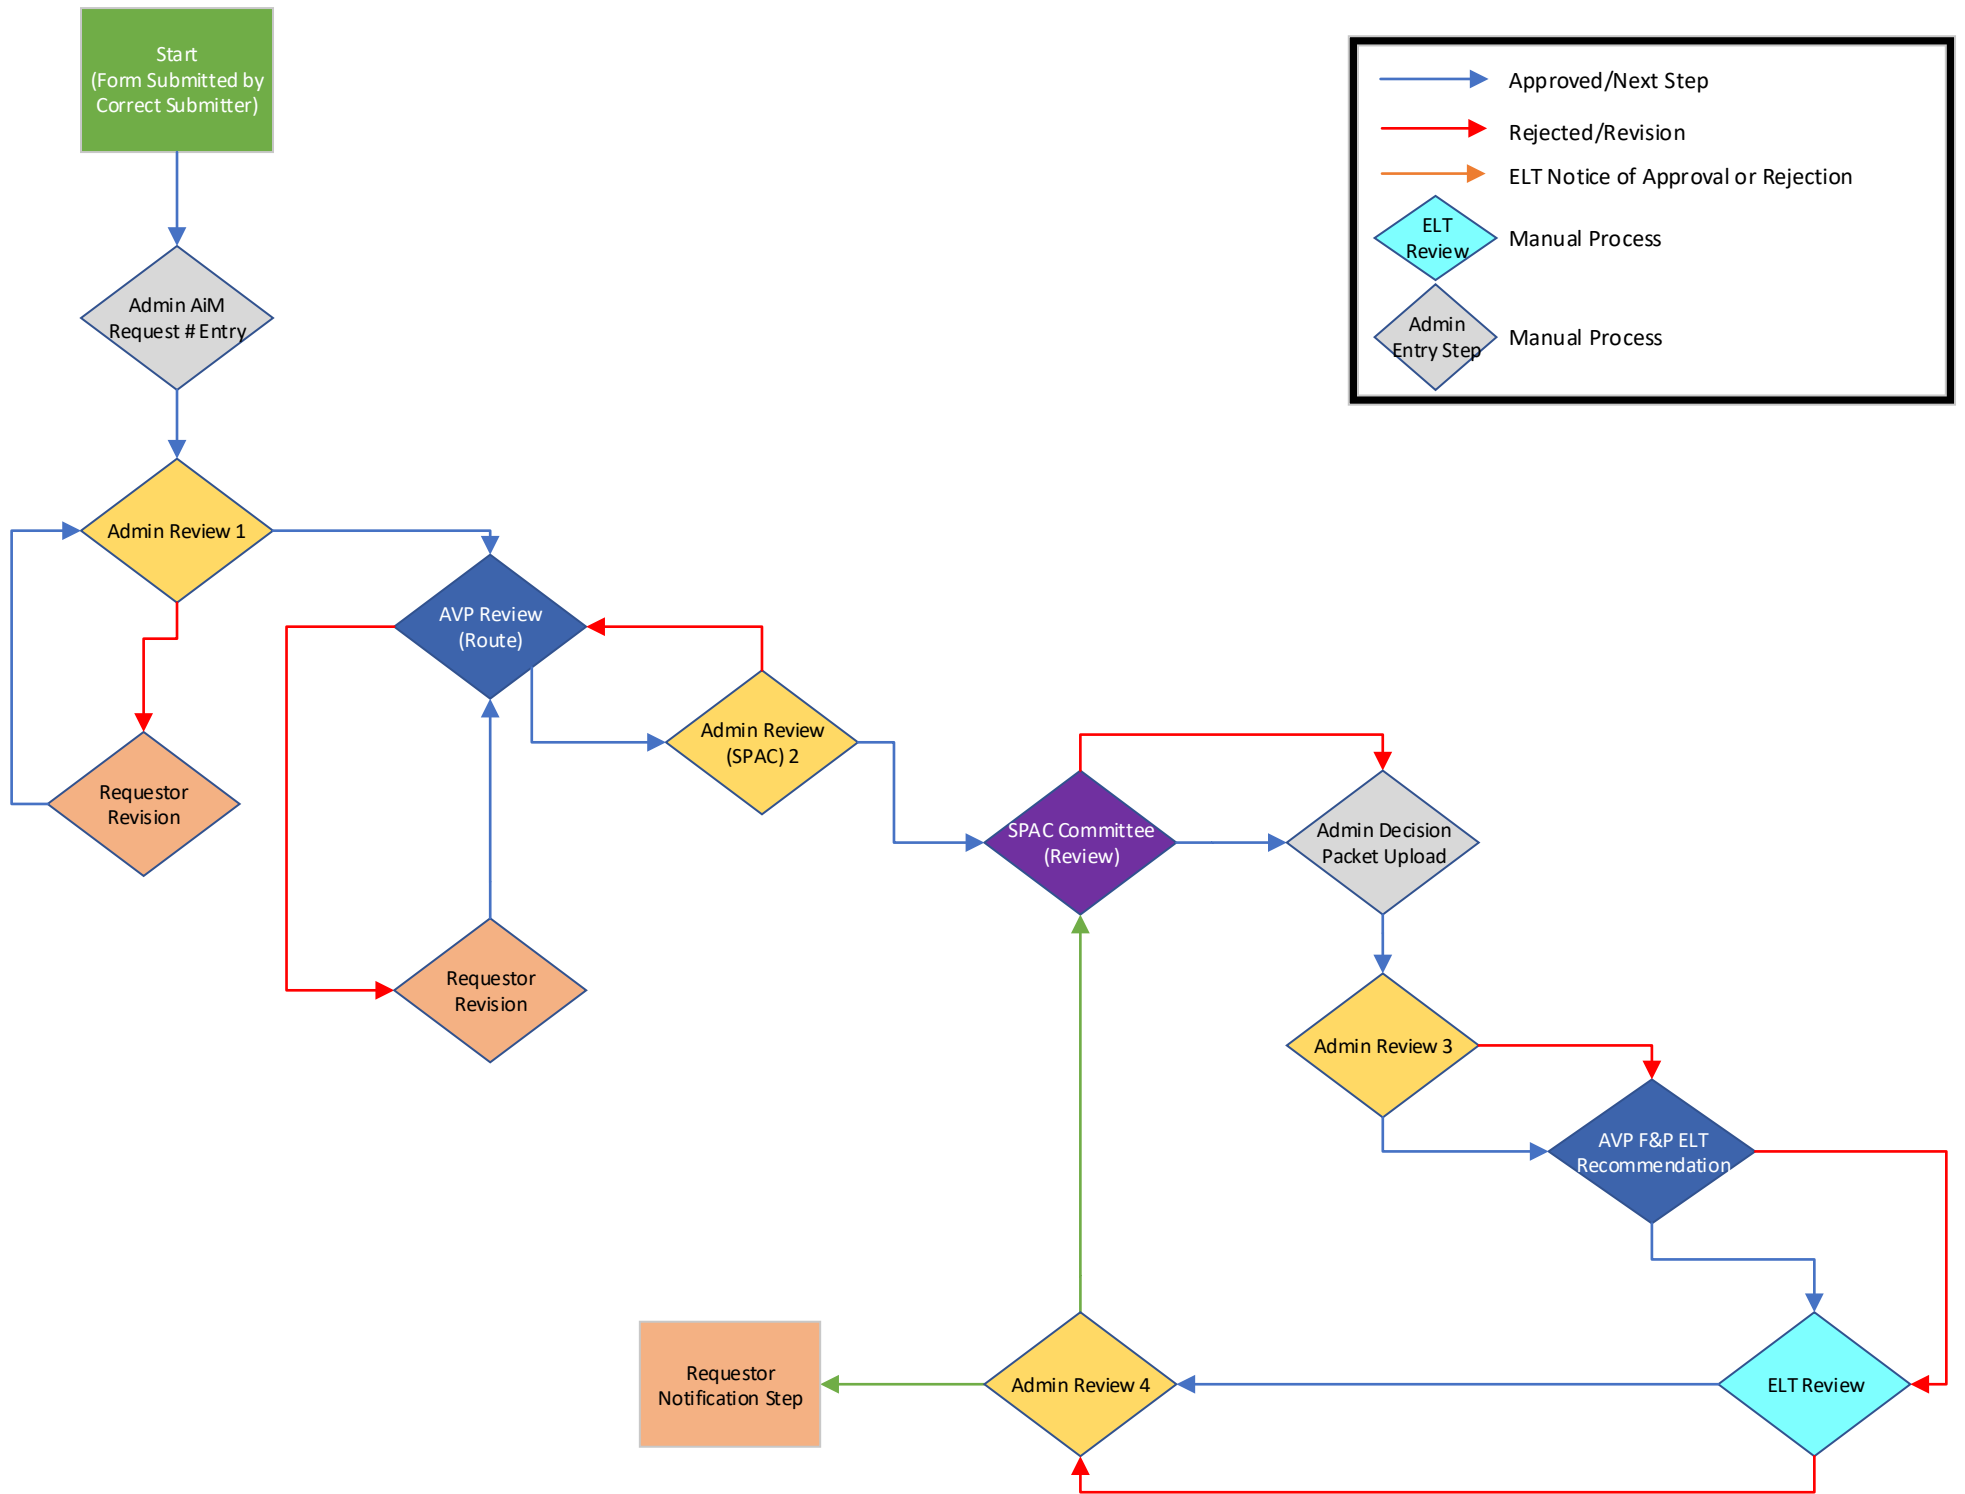 Start
(Form Submitted by
Correct Submitter)
Approved/Next Step
Rejected/Revision
ELT Notice of Approval or Rejection
ELT
Review
Manual Process
Admin
Entry Step
Manual Process
Admin AiM
Request # Entry
Admin Review 1
AVP Review
(Route)
Admin Review
(SPAC) 2
Requestor
Revision
SPAC Committee
(Review)
Admin Decision
Packet Upload
Requestor
Revision
Admin Review 3
AVP F&P ELT
Recommendation
Requestor
Notification Step
Admin Review 4
ELT Review